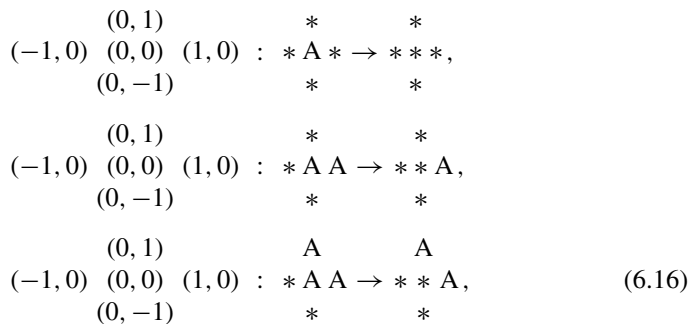 (0, 1) * *
(−1, 0) (0, 0) (1, 0) : * A * → * * *,
(0, −1) * *
(0, 1) * *
(−1, 0) (0, 0) (1, 0) : * A A → * * A,
(0, −1) * *
(0, 1) A A
(−1, 0) (0, 0) (1, 0) : * A A → * * A, (6.16)
(0, −1) * *